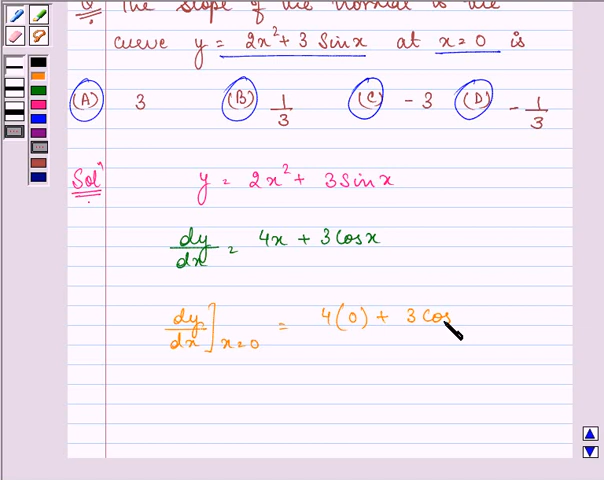 Q. The slope of the normal to the
curve y = 2x² + 3 Sin x at x = 0 is
(A) 3 (B) 1/3 (C) -3 (D) -1/3
Solⁿ y = 2x² + 3 sin x
dy/dx = 4x + 3 cos x
dy/dx]x=0 = 4(0) + 3 cos